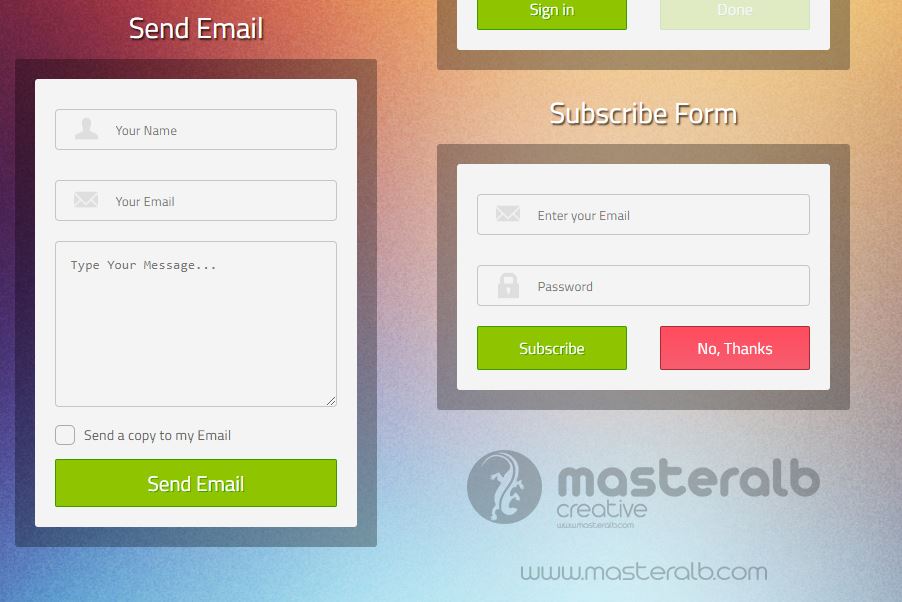 Send Email
Your Name
Your Email
Type Your Message...
Send a copy to my Email
Send Email
Sign in
Done
Subscribe Form
Enter your Email
Password
Subscribe
No, Thanks
masteralb
creative
www.masteralb.com
www.masteralb.com